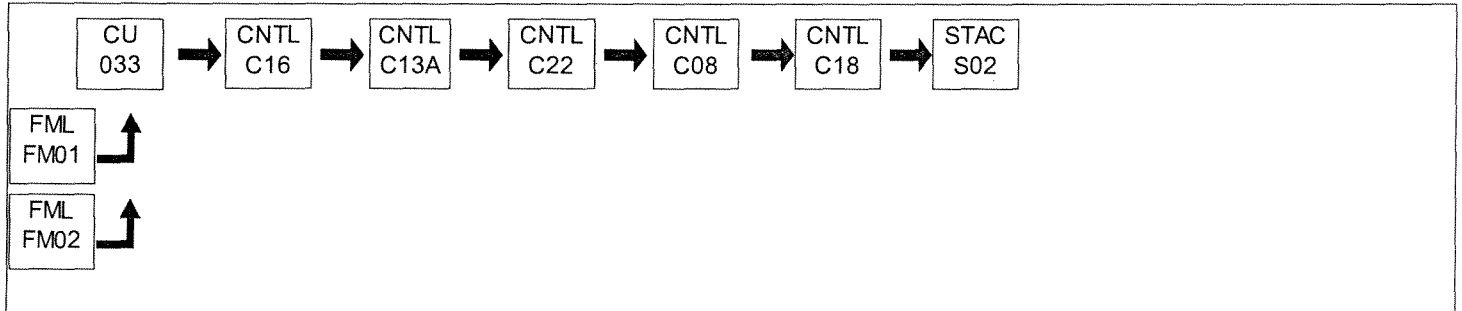 CU
033
CNTL
C16
CNTL
C13A
CNTL
C22
CNTL
C08
CNTL
C18
STAC
S02
FML
FM01
FML
FM02